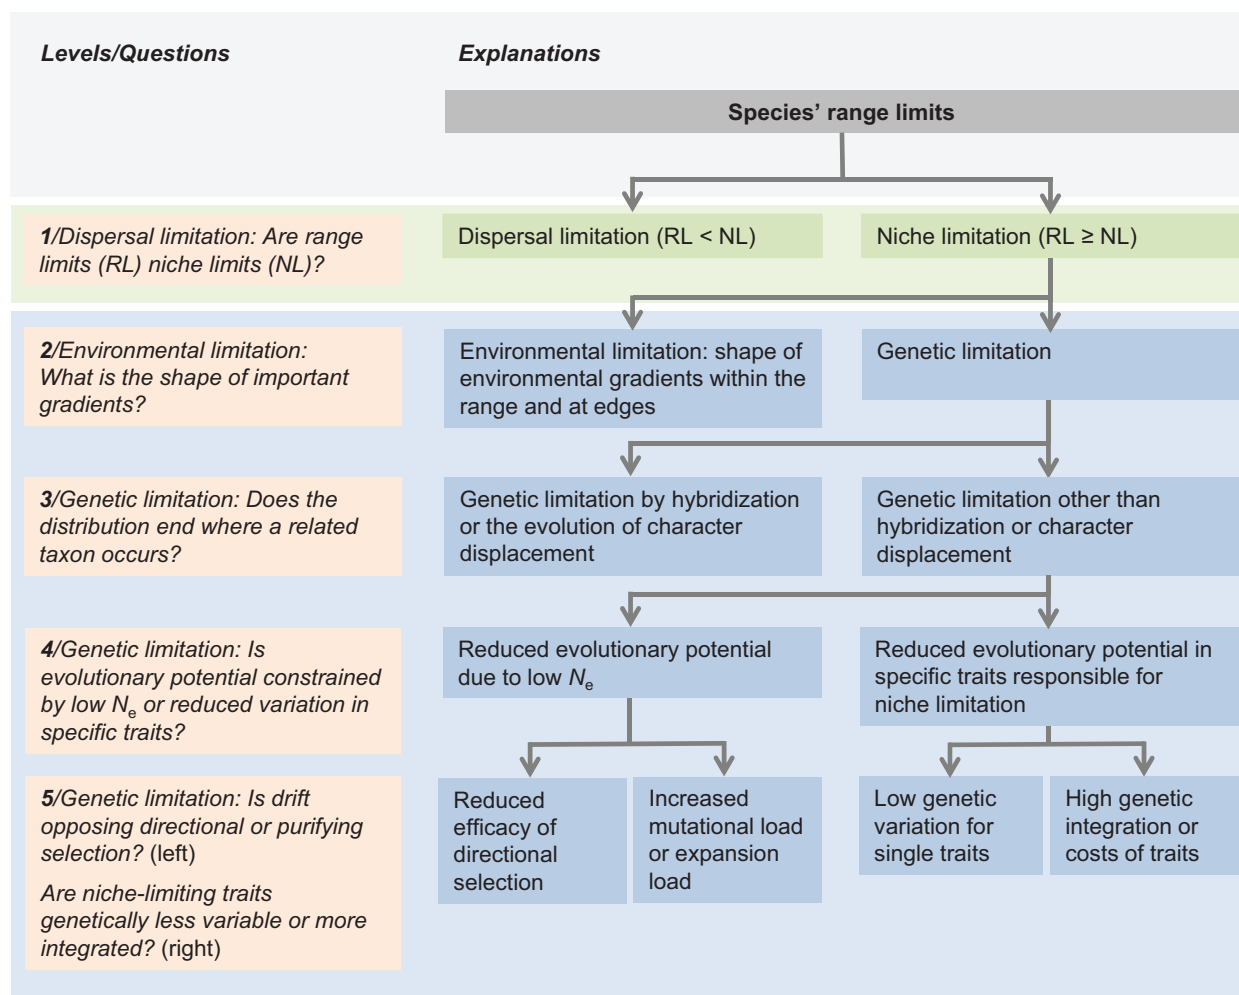 Levels/Questions
Explanations
Species’ range limits
1/Dispersal limitation: Are range
limits (RL) niche limits (NL)?
Dispersal limitation (RL < NL)
Niche limitation (RL ≥ NL)
2/Environmental limitation:
What is the shape of important
gradients?
Environmental limitation: shape of
environmental gradients within the
range and at edges
Genetic limitation
3/Genetic limitation: Does the
distribution end where a related
taxon occurs?
Genetic limitation by hybridization
or the evolution of character
displacement
Genetic limitation other than
hybridization or character
displacement
4/Genetic limitation: Is
evolutionary potential constrained
by low Ne or reduced variation in
specific traits?
Reduced evolutionary potential
due to low Ne
Reduced evolutionary potential in
specific traits responsible for
niche limitation
5/Genetic limitation: Is drift
opposing directional or purifying
selection? (left)
Are niche-limiting traits
genetically less variable or more
integrated? (right)
Reduced
efficacy of
directional
selection
Increased
mutational load
or expansion
load
Low genetic
variation for
single traits
High genetic
integration or
costs of traits